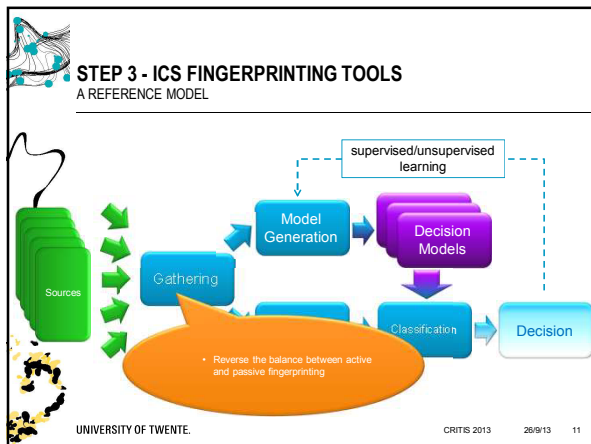 STEP 3 - ICS FINGERPRINTING TOOLS
A REFERENCE MODEL
supervised/unsupervised
learning
Model
Generation
Decision
Models
Sources
Gathering
Classification
Decision
• Reverse the balance between active
and passive fingerprinting
UNIVERSITY OF TWENTE.
CRITIS 2013
26/9/13
11